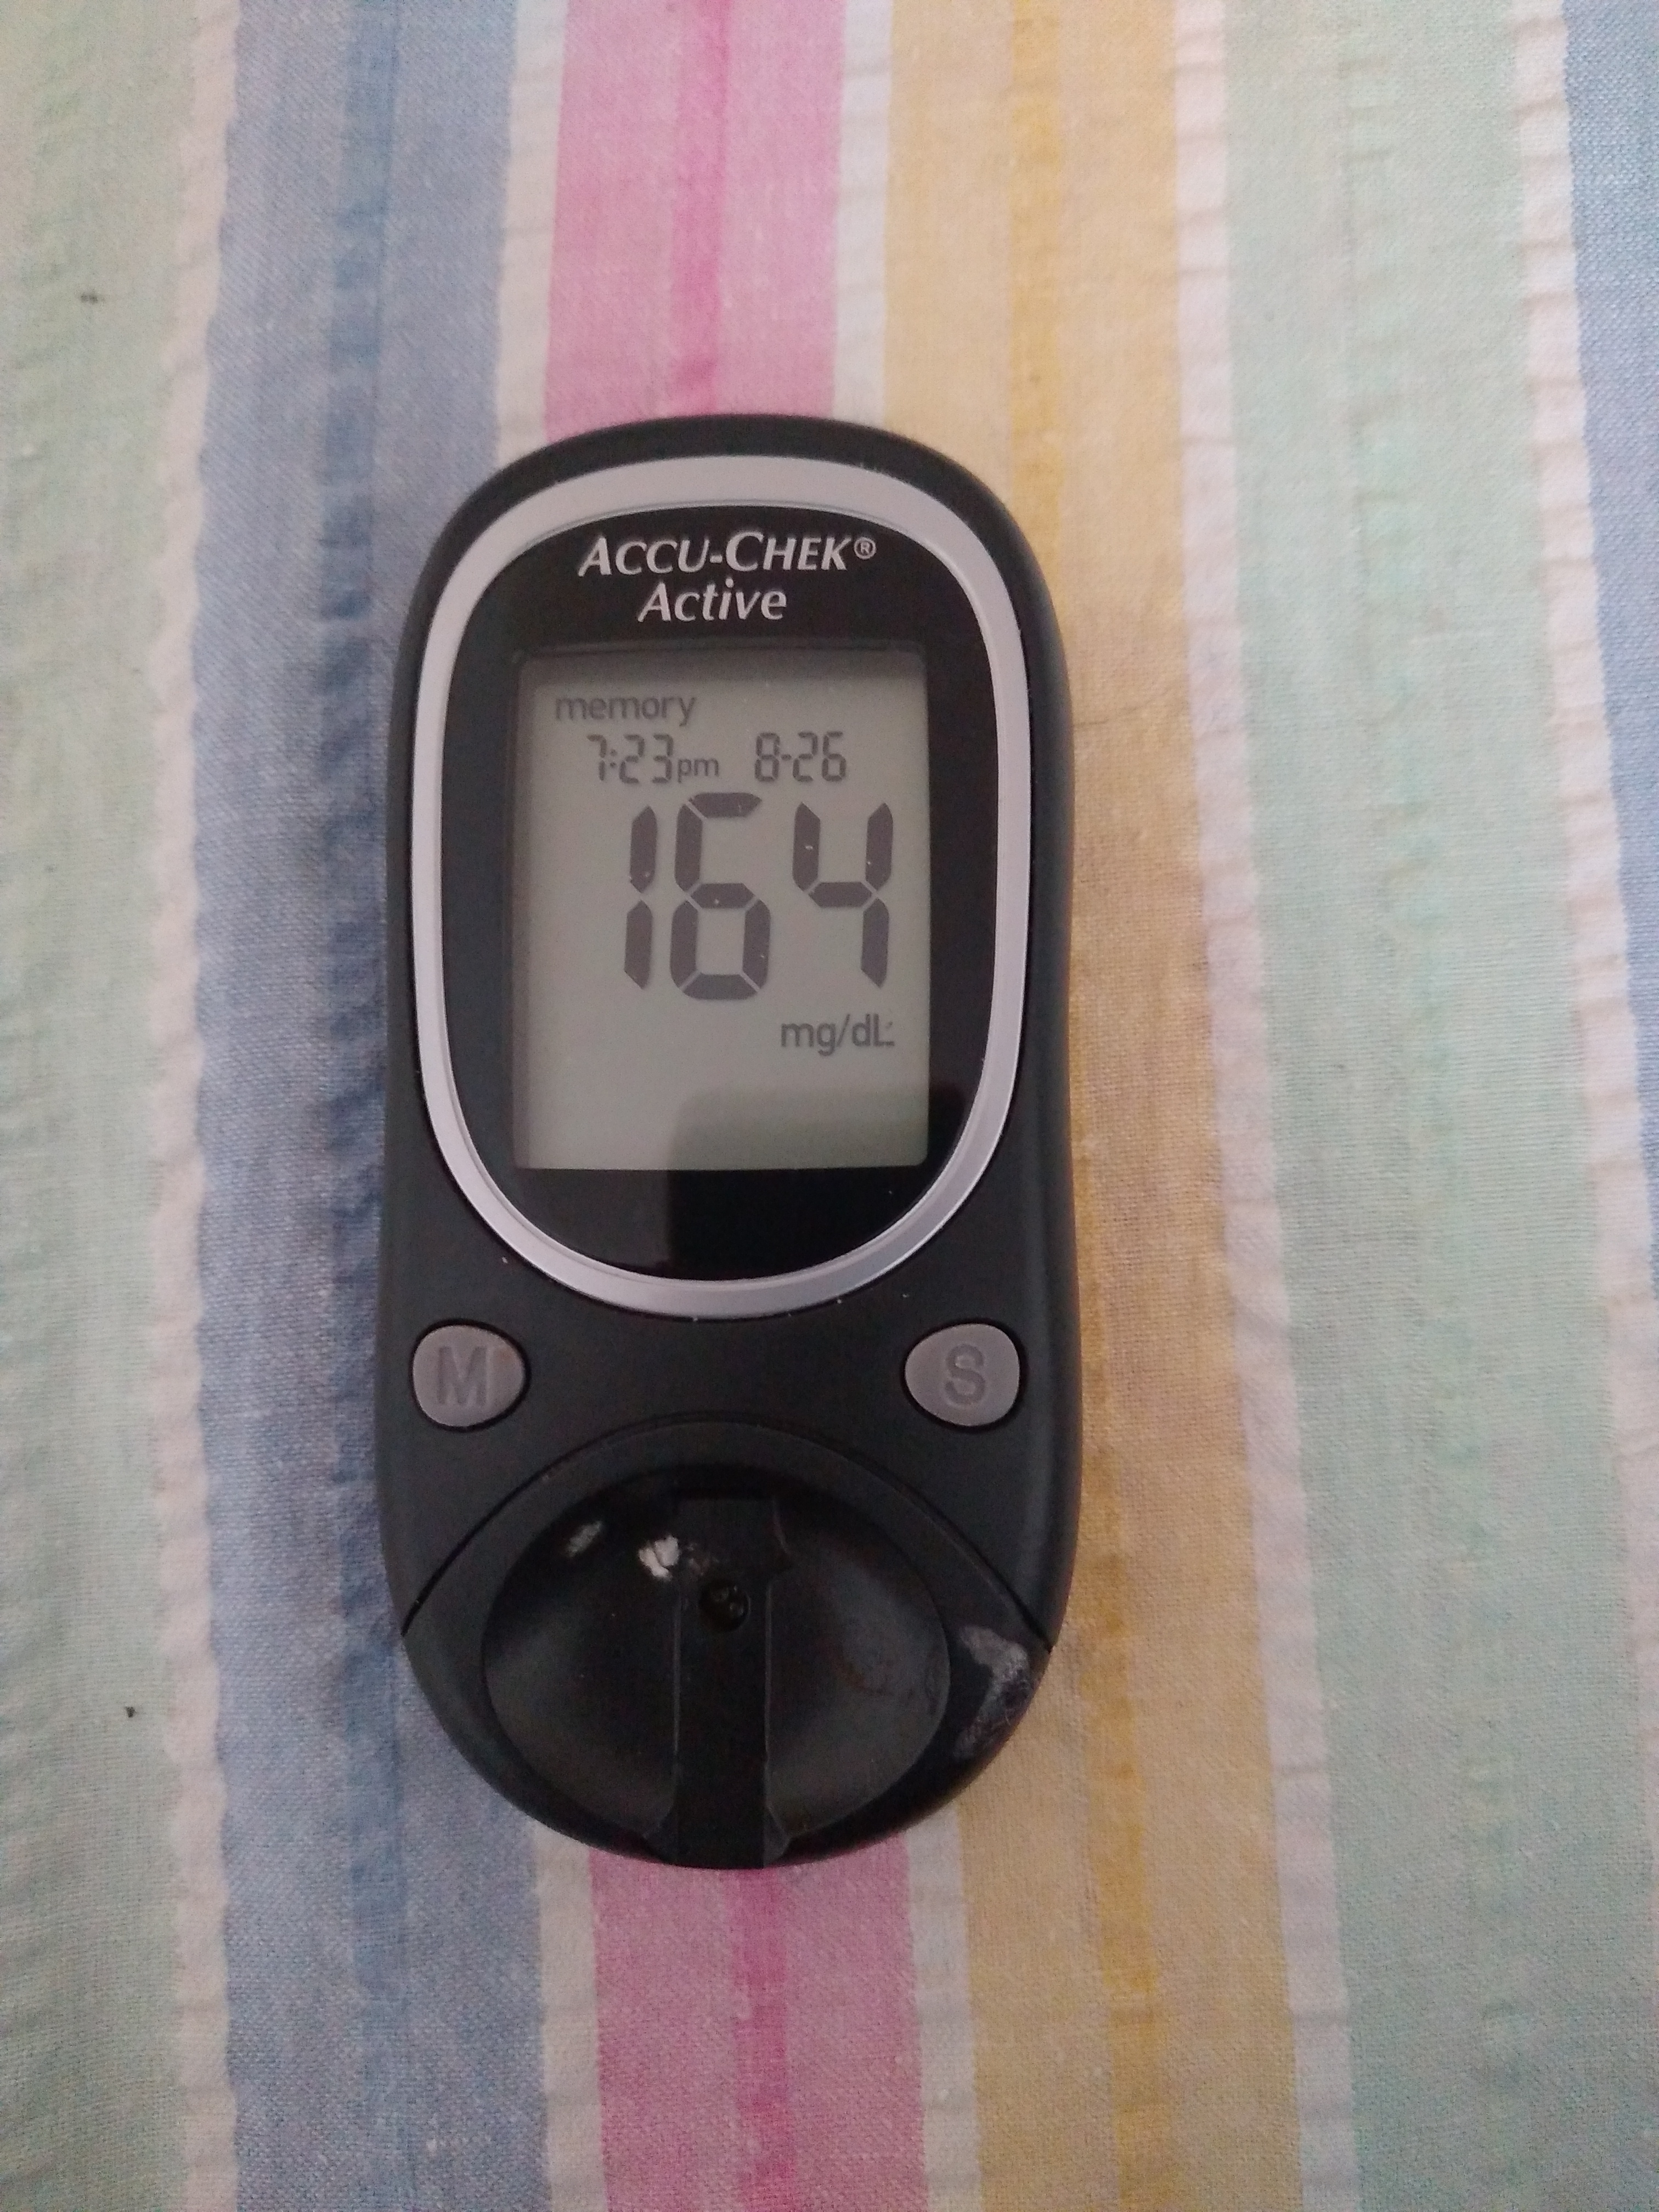 ACCU-CHEK®
Active
memory
7:23pm 8-26
164
mg/dL
M S